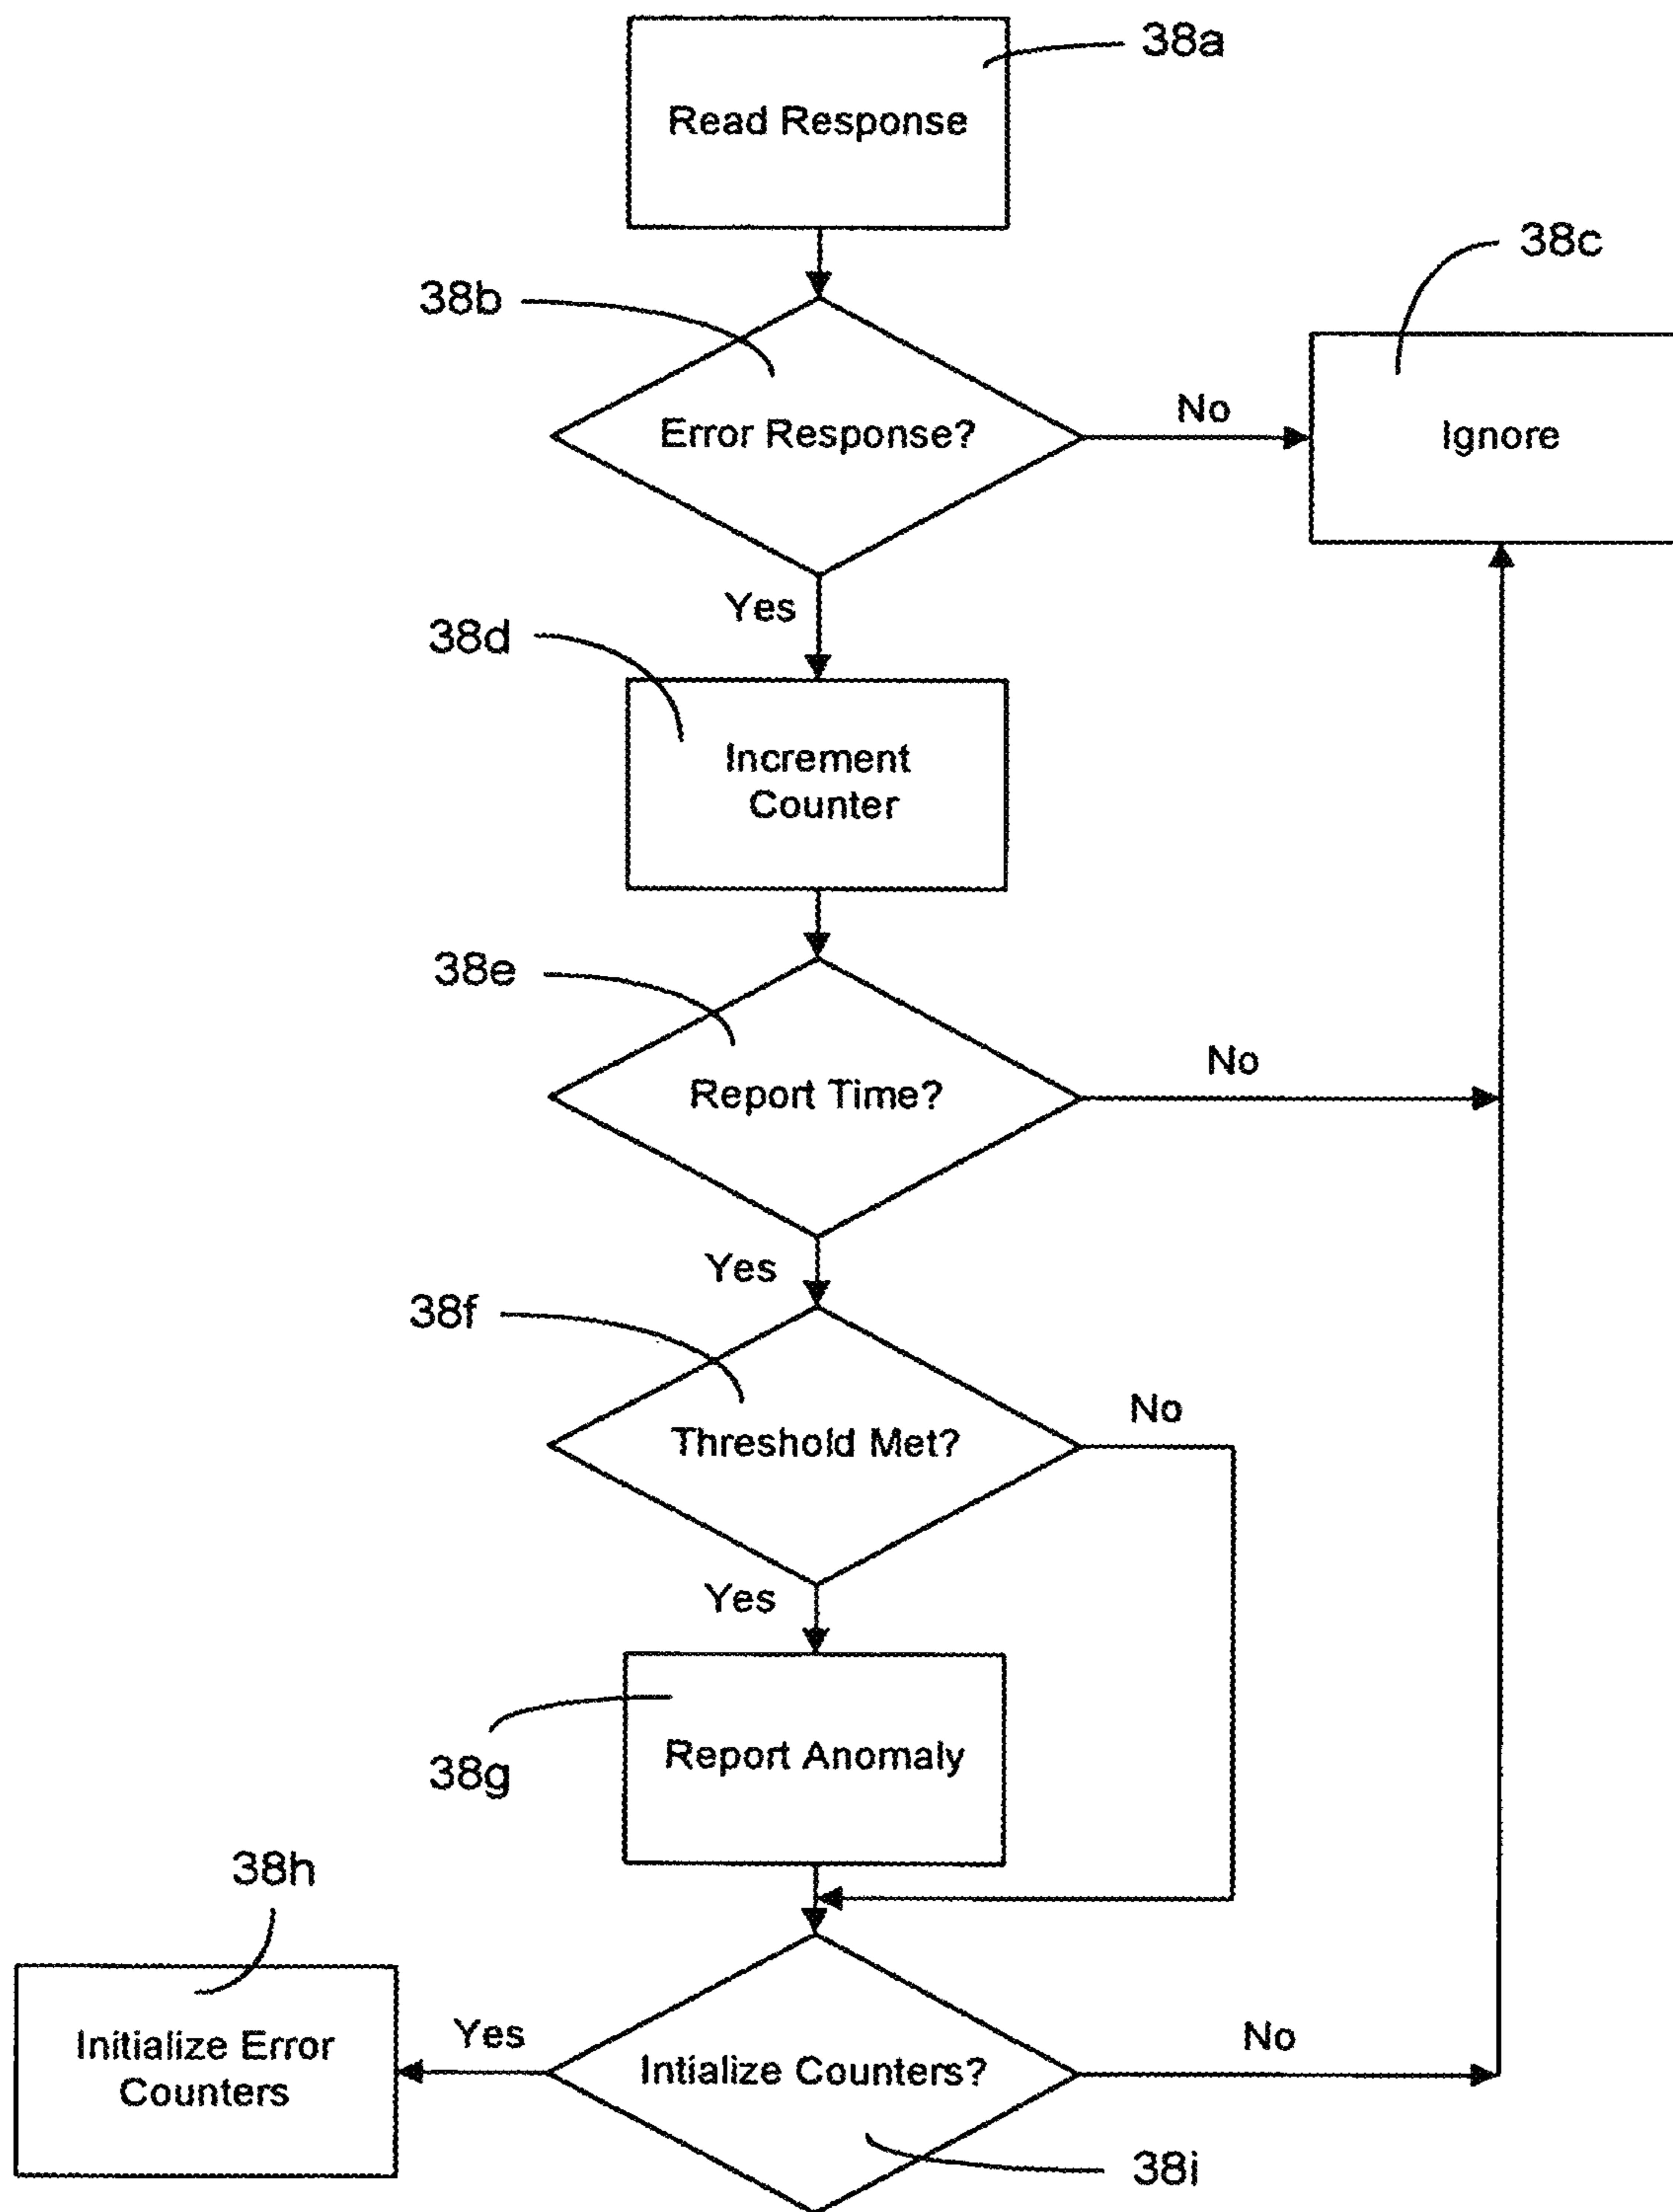 38a
Read Response
38b
38c
Error Response?
No
Ignore
Yes
38d
Increment
Counter
38e
Report Time?
No
Yes
38f
Threshold Met?
No
Yes
Report Anomaly
38g
38h
Initialize Error
Counters
Yes
Intialize Counters?
No
38i